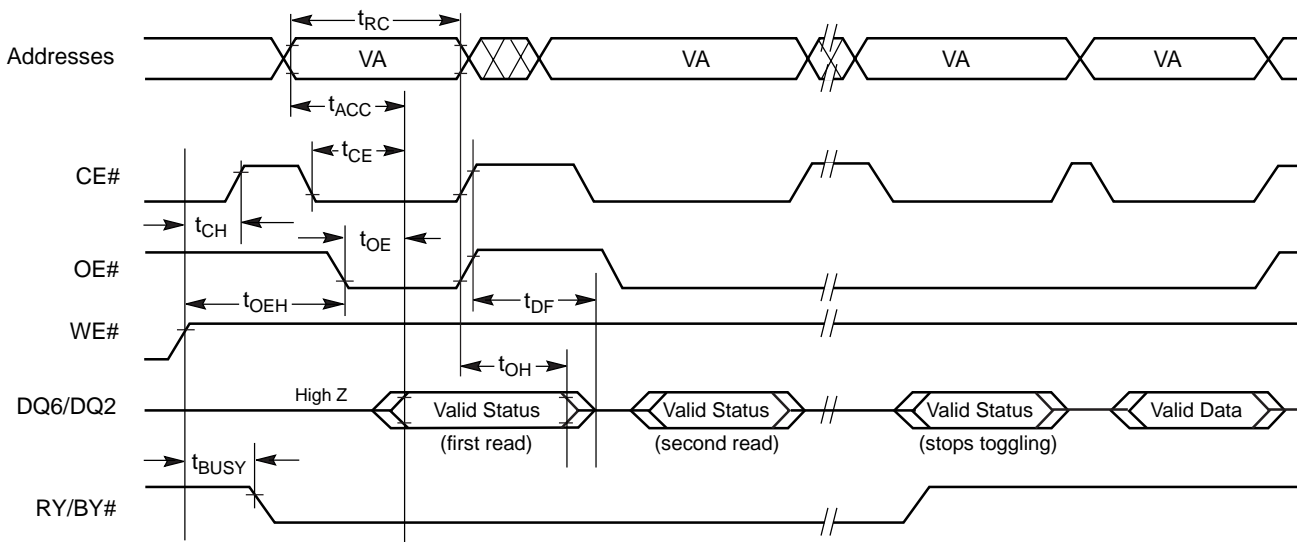 tRC
Addresses VA VA VA VA
tACC
tCE
CE#
tCH tOE
OE#
tOEH tDF
WE#
tOH
High Z
DQ6/DQ2 Valid Status Valid Status Valid Status Valid Data
(first read) (second read) (stops toggling)
tBUSY
RY/BY#